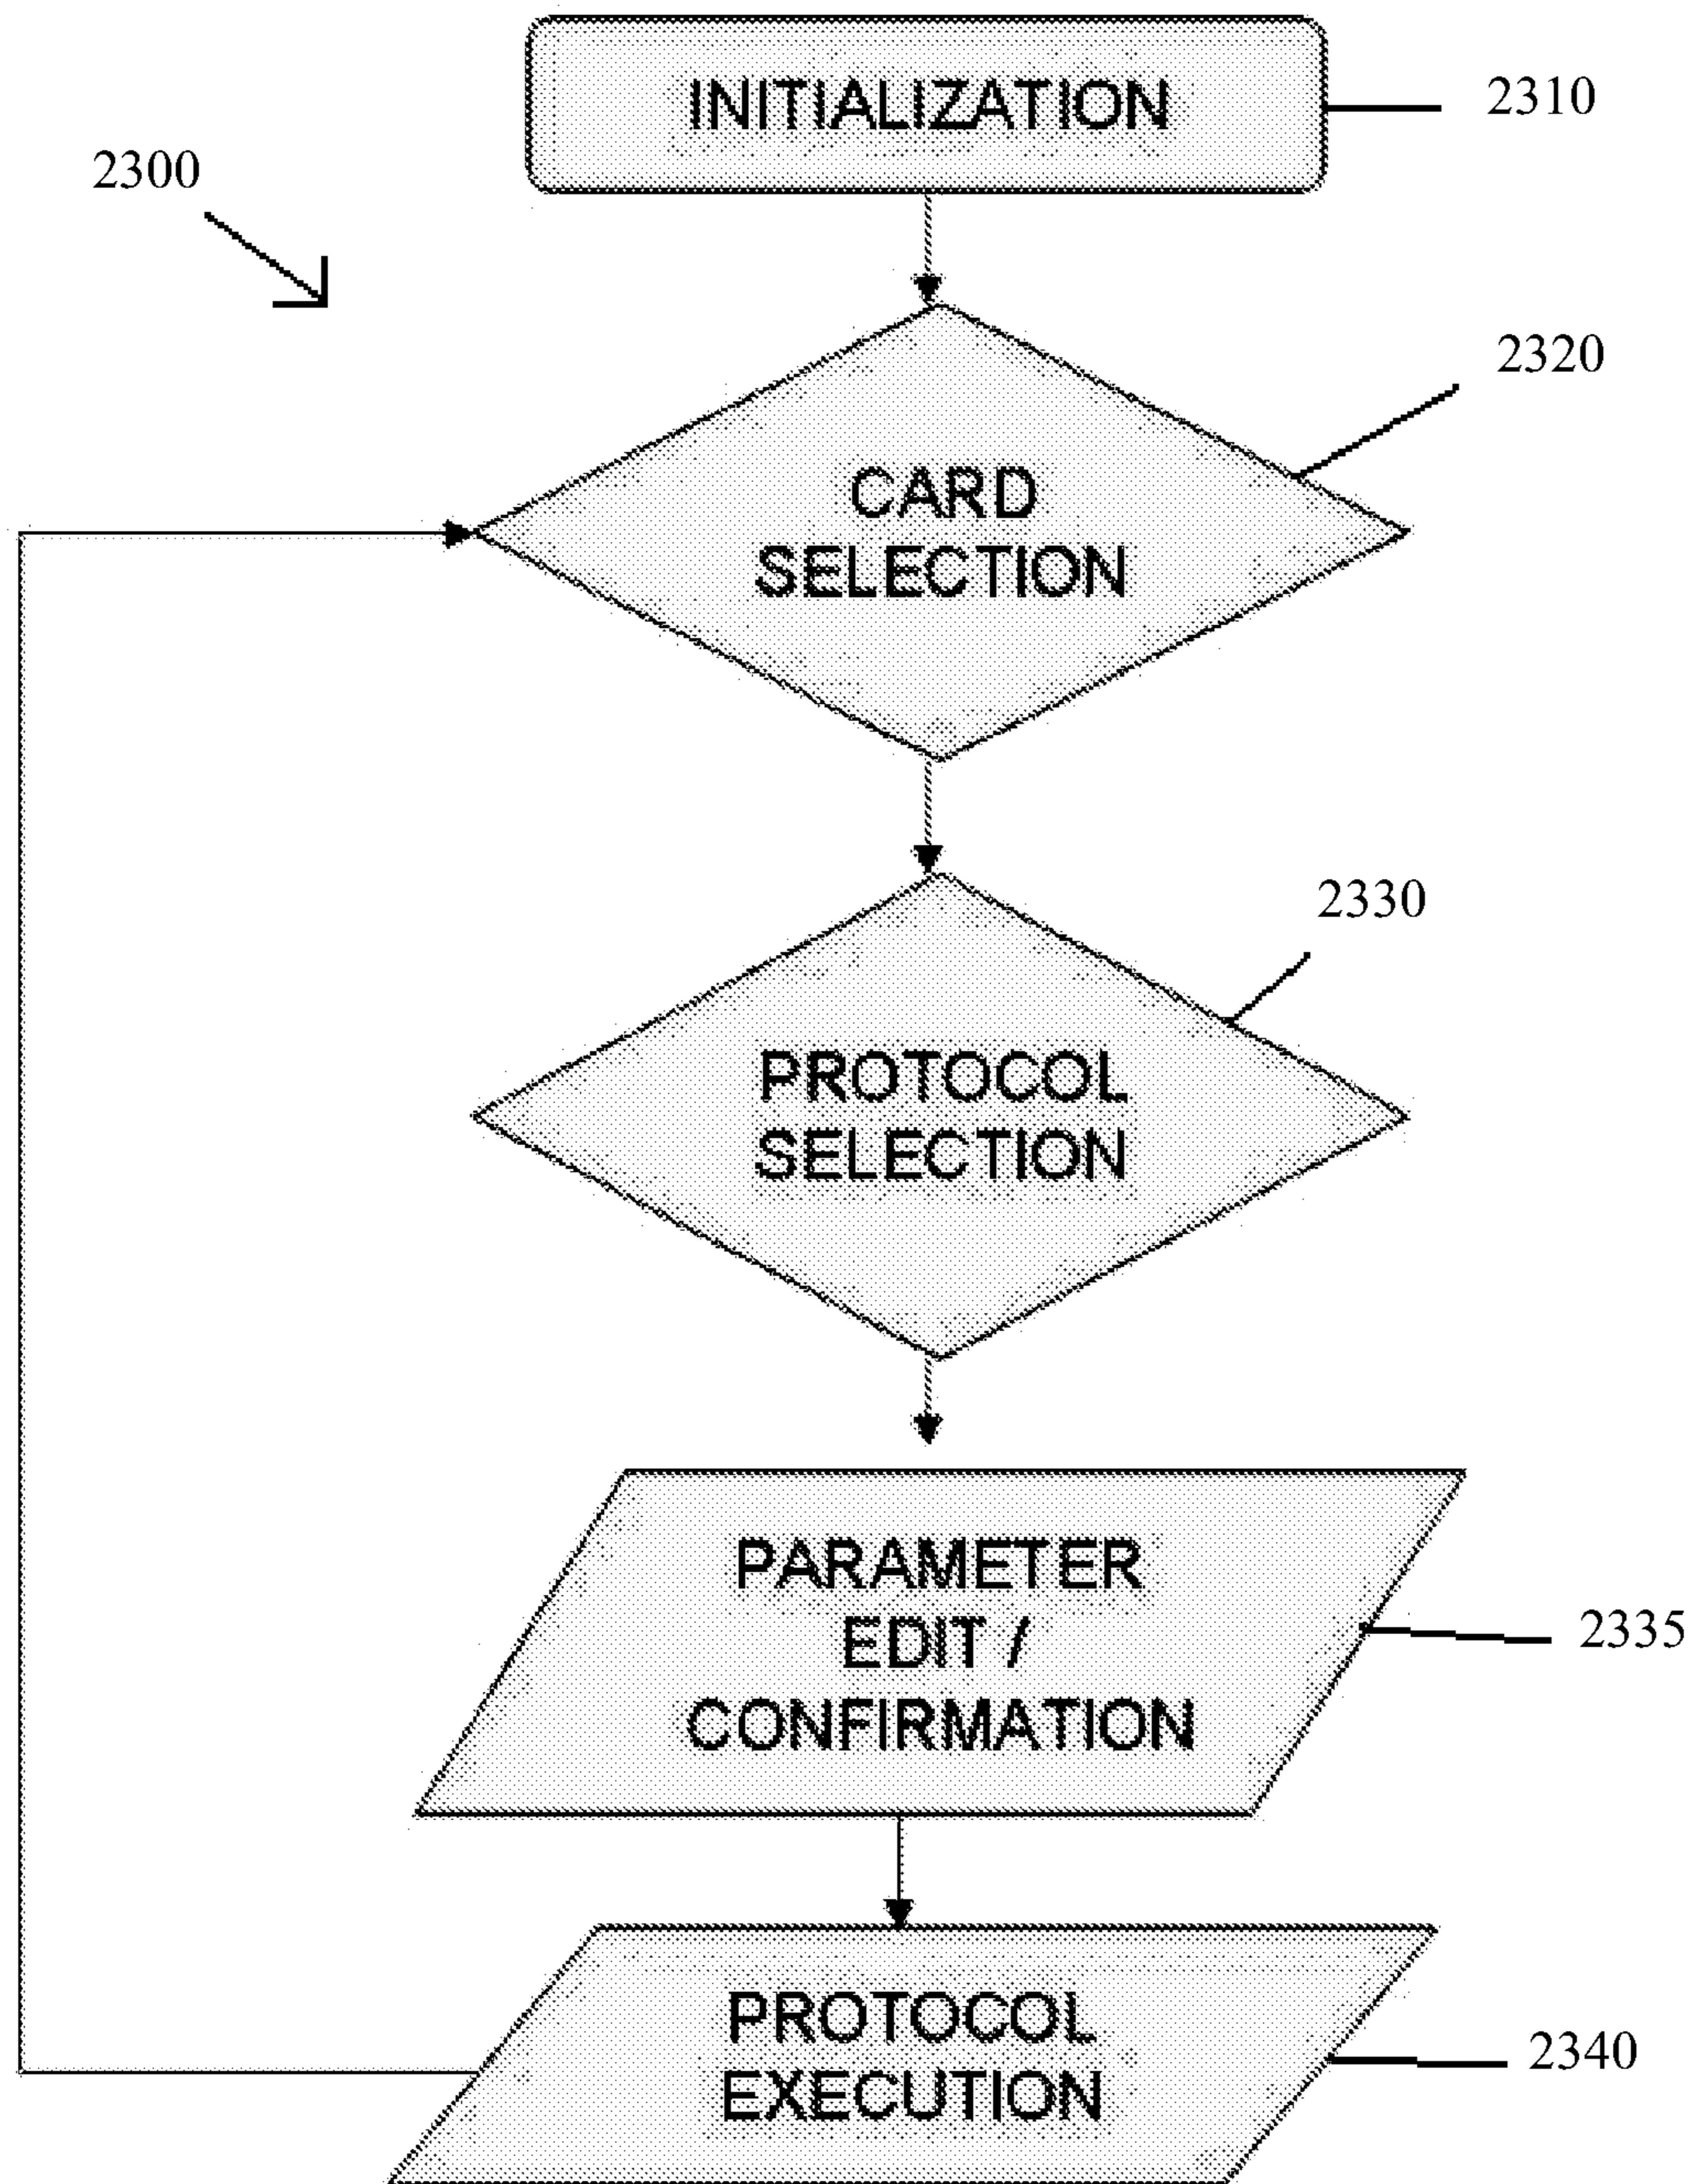 INITIALIZATION
2310
2300
2320
CARD
SELECTION
2330
PROTOCOL
SELECTION
PARAMETER
EDIT /
CONFIRMATION
2335
PROTOCOL
EXECUTION
2340